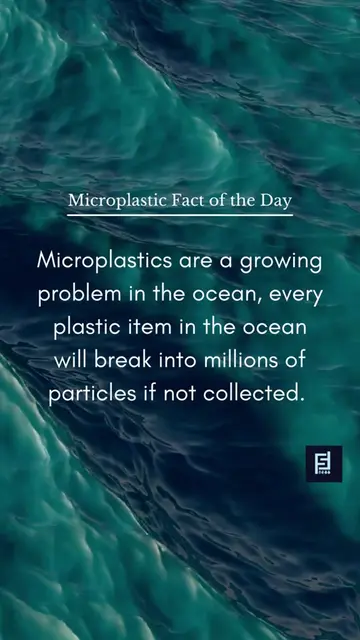 Microplastic Fact of the Day
Microplastics are a growing
problem in the ocean, every
plastic item in the ocean
will break into millions of
particles if not collected.